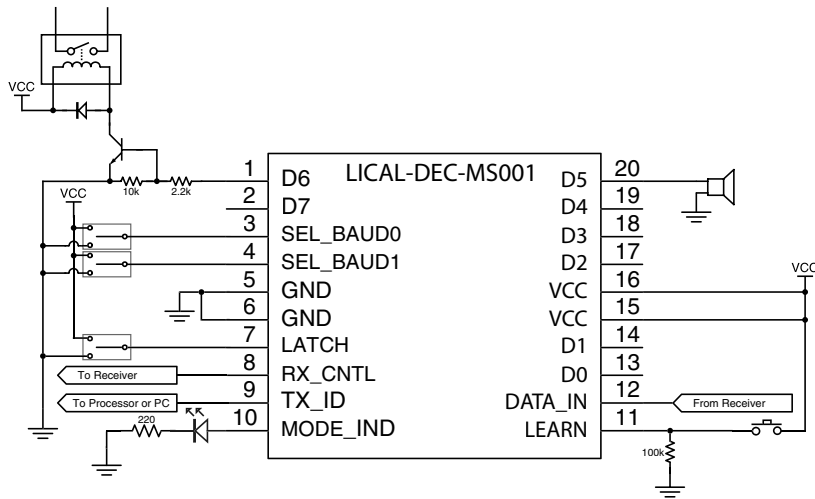 VCC
VCC
10k
2.2k
LICAL-DEC-MS001
1 D6
2 D7
3 SEL_BAUD0
4 SEL_BAUD1
5 GND
6 GND
7 LATCH
8 RX_CNTL
9 TX_ID
10 MODE_IND
To Receiver
To Processor or PC
220
D5 20
D4 19
D3 18
D2 17
VCC 16
VCC 15
D1 14
D0 13
DATA_IN 12
LEARN 11
VCC
From Receiver
100k